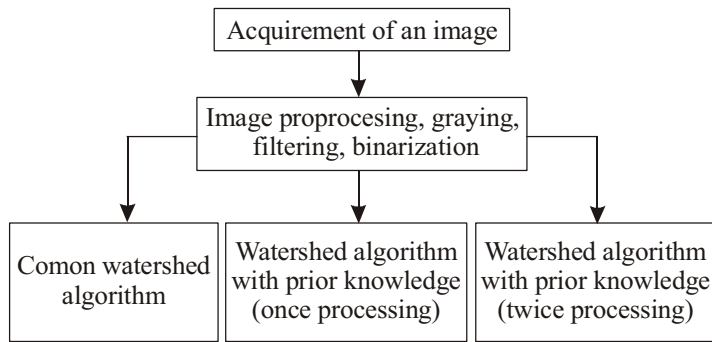 Acquirement of an image
Image proprocesing, graying,
filtering, binarization
Comon watershed
algorithm
Watershed algorithm
with prior knowledge
(once processing)
Watershed algorithm
with prior knowledge
(twice processing)